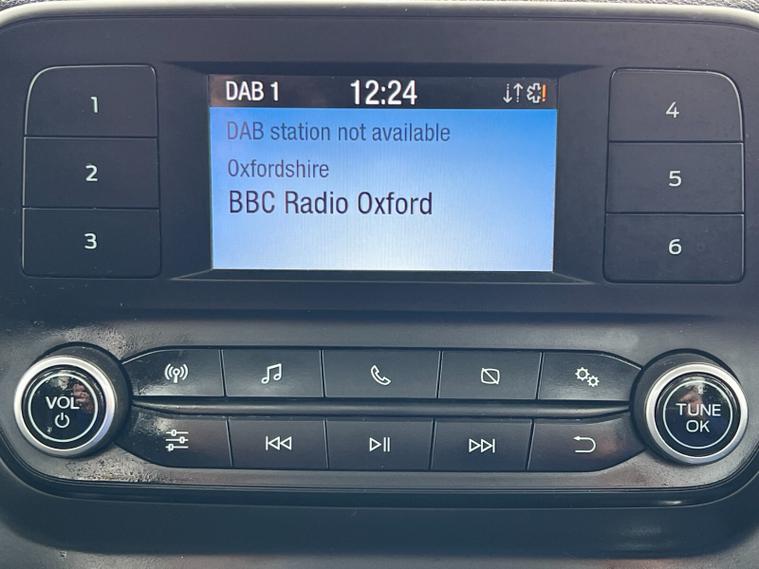 DAB 1 12:24
DAB station not available
Oxfordshire
BBC Radio Oxford
1
2
3
4
5
6
VOL
TUNE
OK